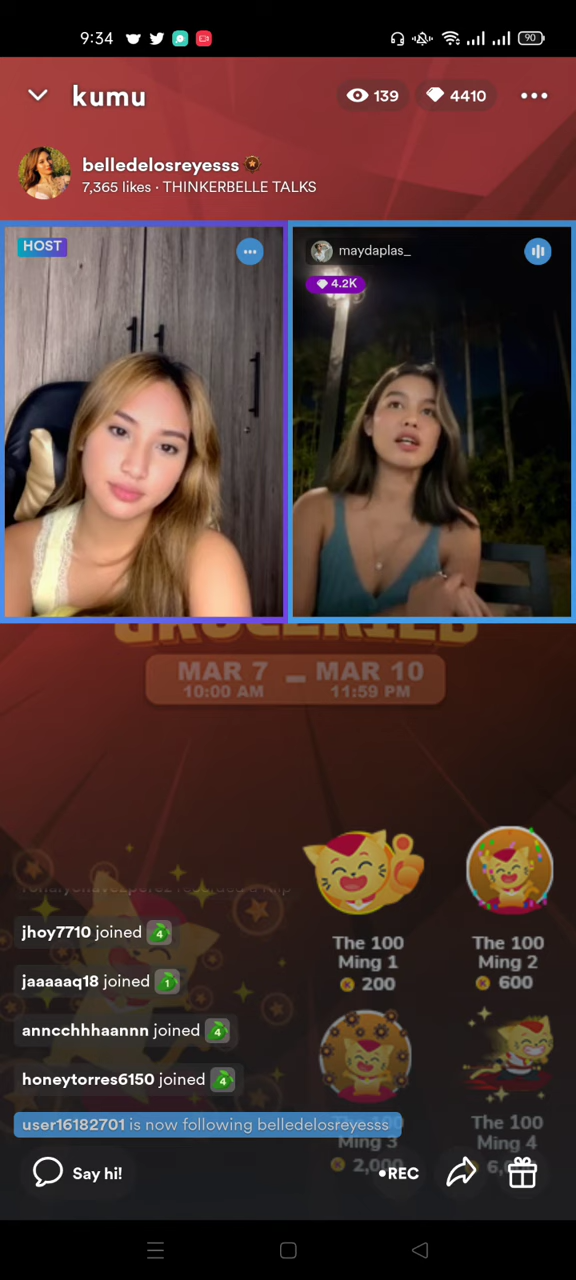 9:34
90
kumu
139
4410
belledelosreyesss
7,365 likes · THINKERBELLE TALKS
HOST
maydaplas_
4.2K
GROCERIES
MAR 7 – MAR 10
10:00 AM 11:59 PM
jhoy7710 joined 4
jaaaaaq18 joined 1
anncchhhaannn joined 4
honeytorres6150 joined 4
user16182701 is now following belledelosreyesss
The 100
Ming 1
200
The 100
Ming 2
600
The 100
Ming 3
2,000
The 100
Ming 4
Say hi!
•REC